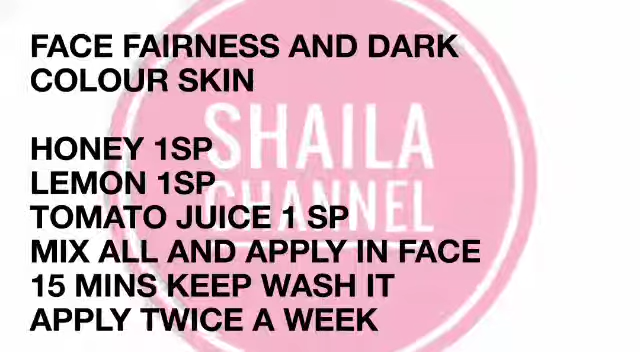 FACE FAIRNESS AND DARK
COLOUR SKIN
HONEY 1SP
LEMON 1SP
TOMATO JUICE 1 SP
MIX ALL AND APPLY IN FACE
15 MINS KEEP WASH IT
APPLY TWICE A WEEK
SHAILA
CHANNEL